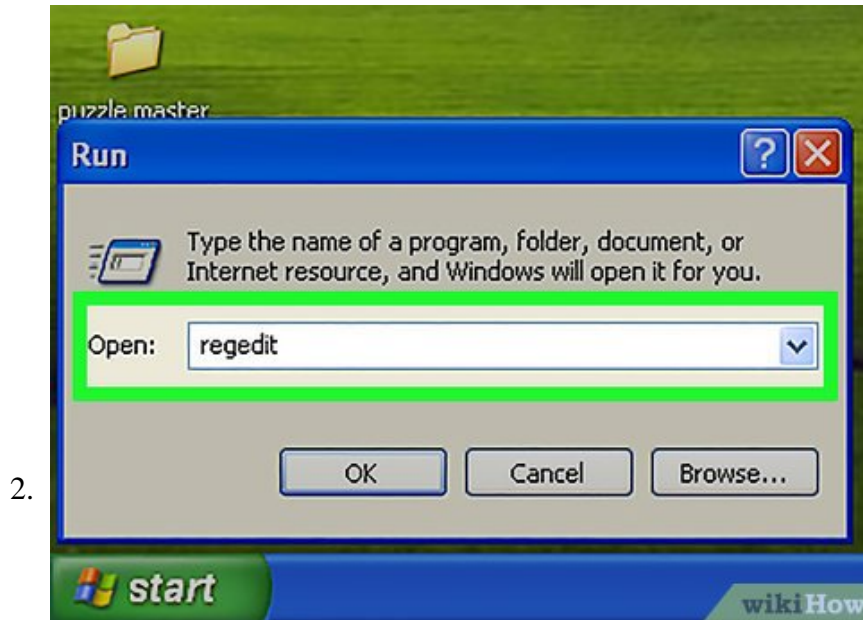 puzzle master
Run
Type the name of a program, folder, document, or
Internet resource, and Windows will open it for you.
Open: regedit
OK Cancel Browse...
2.
start
wikiHow